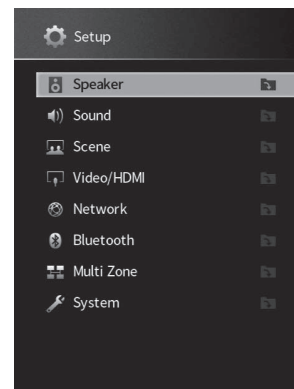 Setup
Speaker
Sound
Scene
Video/HDMI
Network
Bluetooth
Multi Zone
System